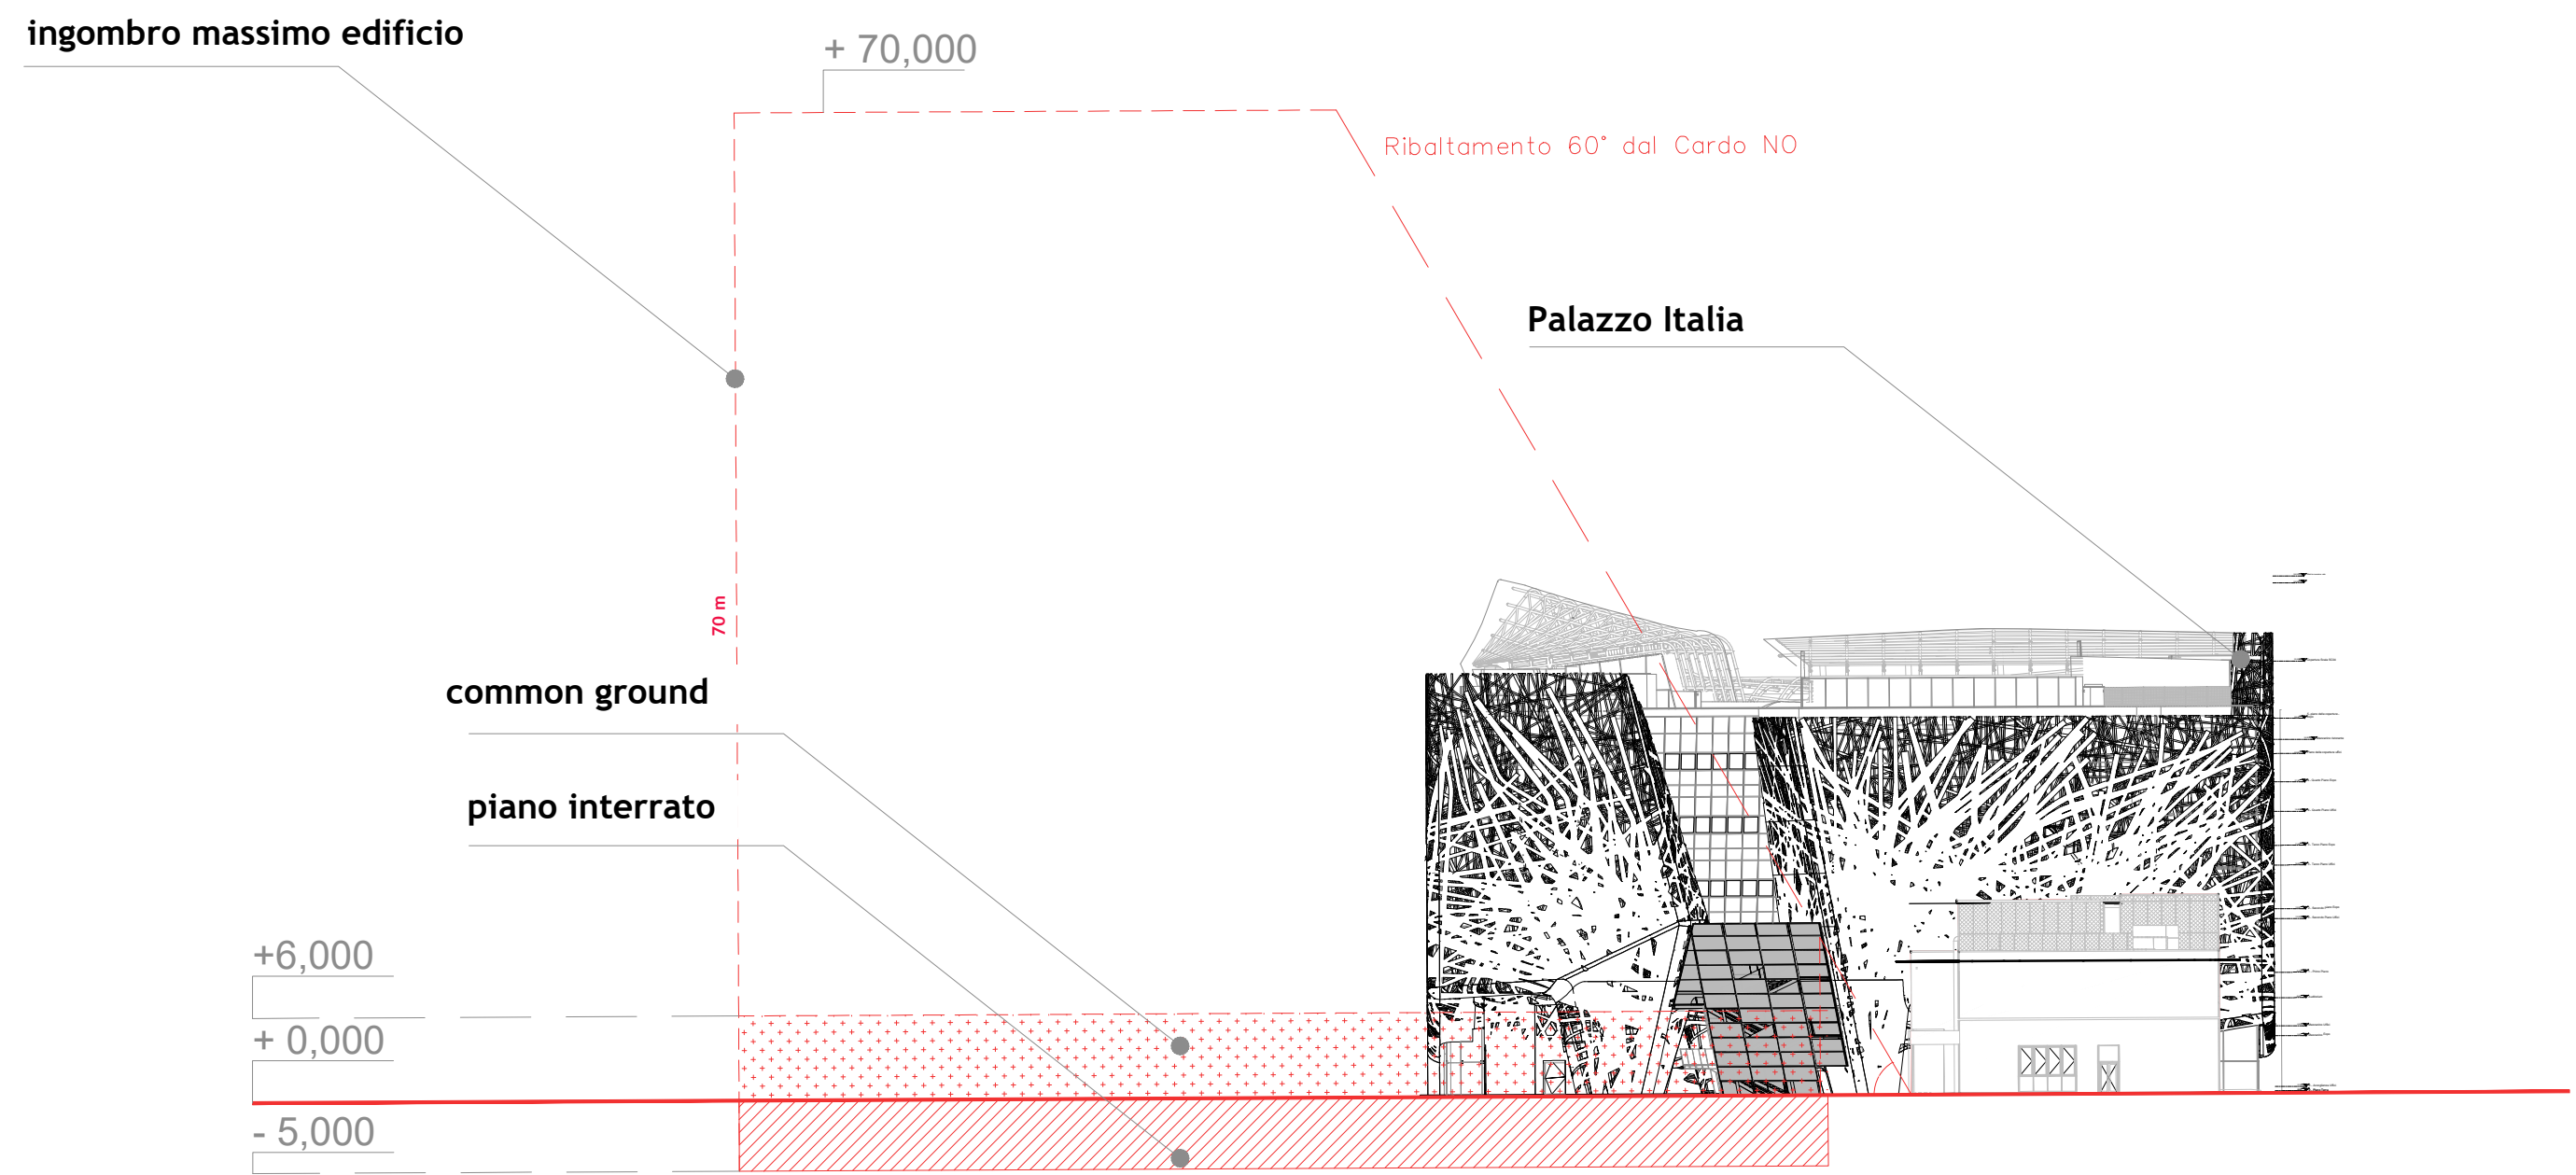 ingombro massimo edificio
+ 70,000
Ribaltamento 60° dal Cardo NO
Palazzo Italia
70 m
common ground
piano interrato
+6,000
+ 0,000
- 5,000